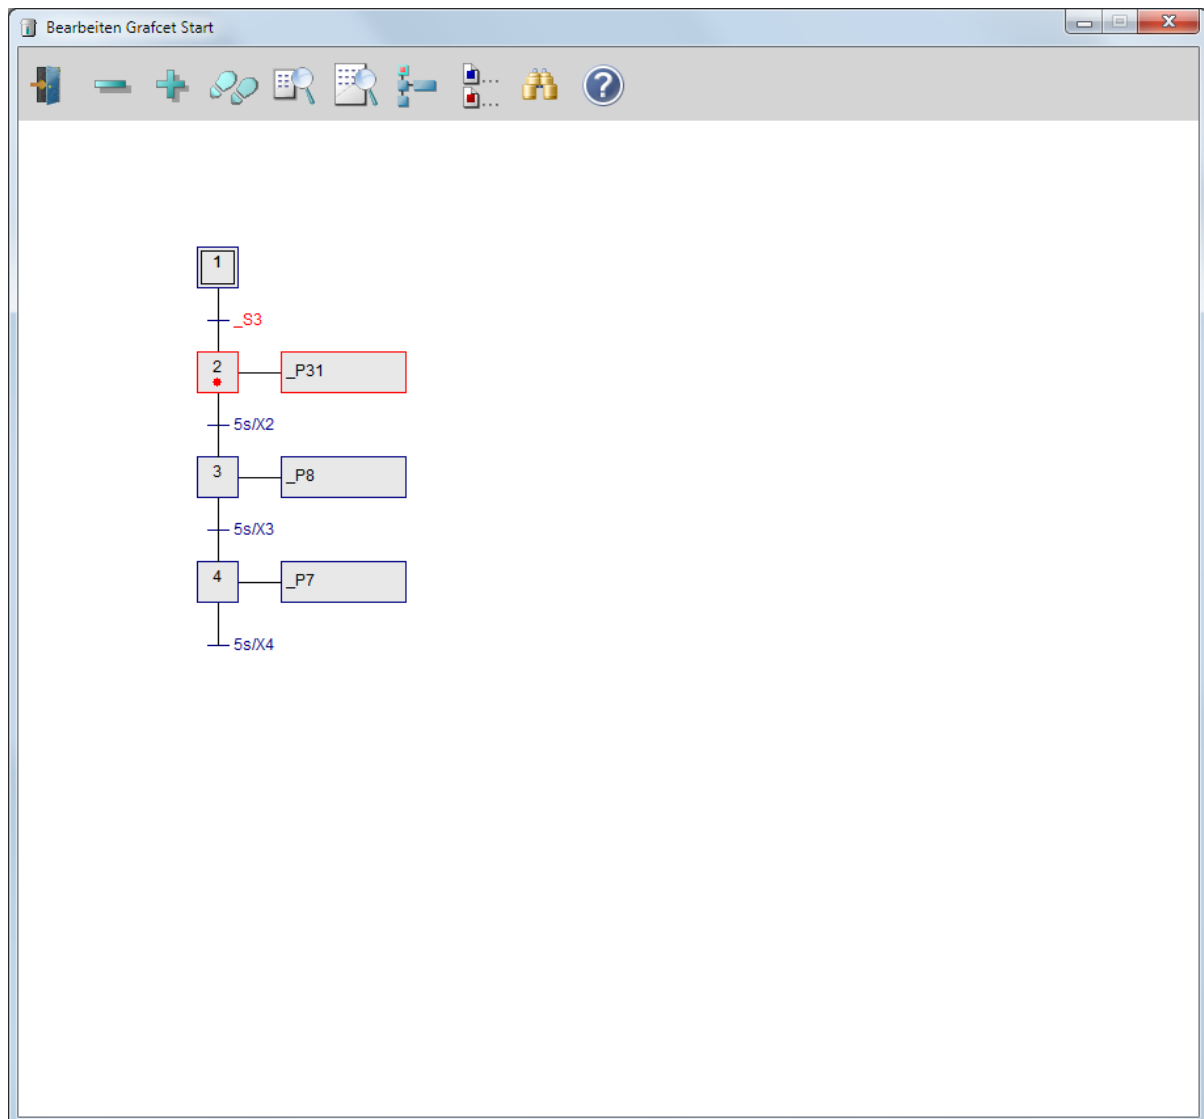 Bearbeiten Grafcet Start
... ... ?
1
_S3
2 _P31
5s/X2
3 _P8
5s/X3
4 _P7
5s/X4